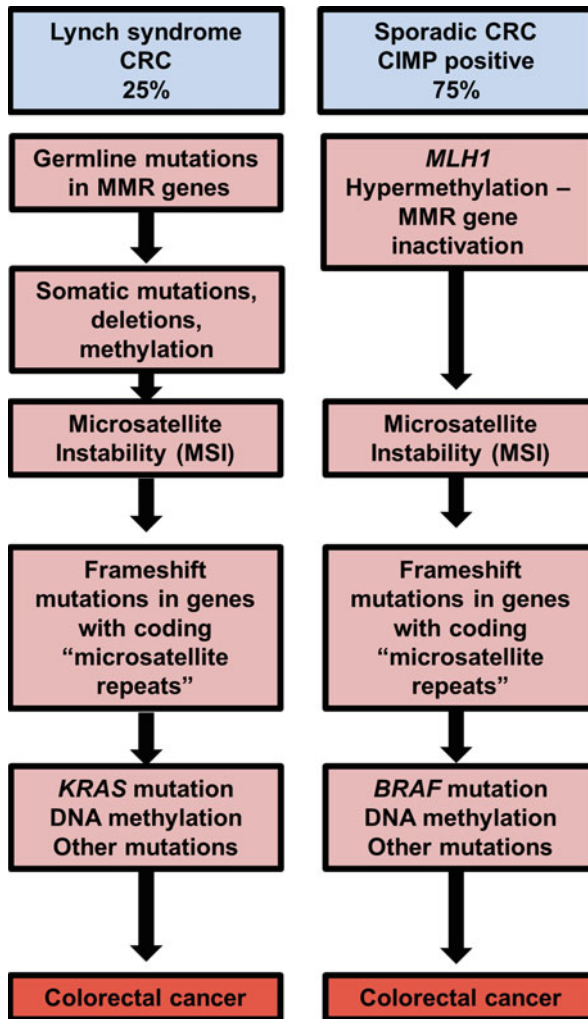 Lynch syndrome
CRC
25%
Germline mutations
in MMR genes
Somatic mutations,
deletions,
methylation
Microsatellite
Instability (MSI)
Frameshift
mutations in genes
with coding
“microsatellite
repeats”
KRAS mutation
DNA methylation
Other mutations
Colorectal cancer
Sporadic CRC
CIMP positive
75%
MLH1
Hypermethylation –
MMR gene
inactivation
Microsatellite
Instability (MSI)
Frameshift
mutations in genes
with coding
“microsatellite
repeats”
BRAF mutation
DNA methylation
Other mutations
Colorectal cancer